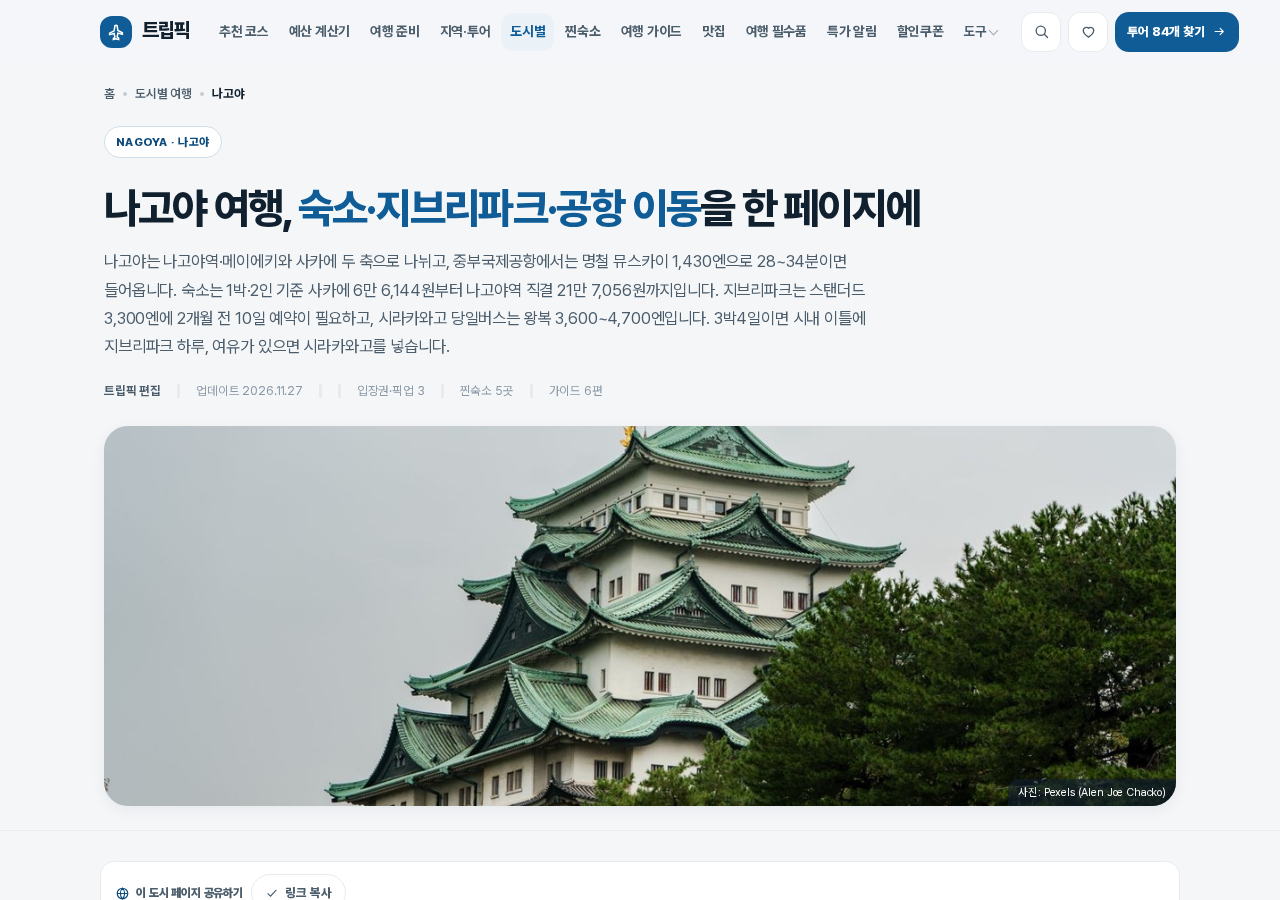 트립픽 추천 코스 예산 계산기 여행 준비 지역·투어 도시별 찐숙소 여행 가이드 맛집 여행 필수품 특가 알림 할인쿠폰 도구 투어 84개 찾기 →
홈 • 도시별 여행 • 나고야
NAGOYA · 나고야
나고야 여행, 숙소·지브리파크·공항 이동을 한 페이지에
나고야는 나고야역·메이에키와 사카에 두 축으로 나뉘고, 중부국제공항에서는 명철 뮤스카이 1,430엔으로 28~34분이면
들어옵니다. 숙소는 1박·2인 기준 사카에 6만 6,144원부터 나고야역 직결 21만 7,056원까지입니다. 지브리파크는 스탠더드
3,300엔에 2개월 전 10일 예약이 필요하고, 시라카와고 당일버스는 왕복 3,600~4,700엔입니다. 3박4일이면 시내 이틀에
지브리파크 하루, 여유가 있으면 시라카와고를 넣습니다.
트립픽 편집 업데이트 2026.11.27 입장권·픽업 3 찐숙소 5곳 가이드 6편
사진: Pexels (Alen Joe Chacko)
이 도시 페이지 공유하기 링크 복사